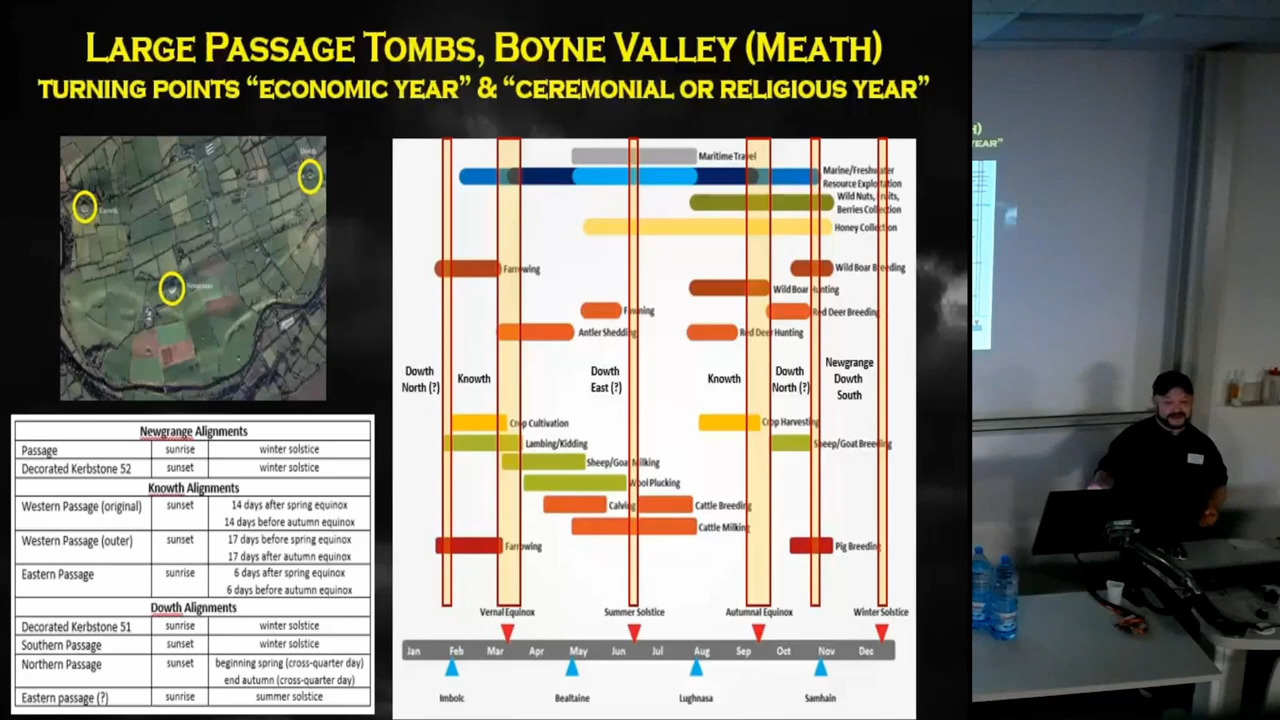 LARGE PASSAGE TOMBS, BOYNE VALLEY (MEATH)
TURNING POINTS “ECONOMIC YEAR” & “CEREMONIAL OR RELIGIOUS YEAR”
Dowth
Knowth
Newgrange
Newgrange Alignments
Passage sunrise winter solstice
Decorated Kerbstone 52 sunset winter solstice
Knowth Alignments
Western Passage (original) sunset 14 days after spring equinox
14 days before autumn equinox
Western Passage (outer) sunset 17 days before spring equinox
17 days after autumn equinox
Eastern Passage sunrise 6 days after spring equinox
6 days before autumn equinox
Dowth Alignments
Decorated Kerbstone 51 sunrise winter solstice
Southern Passage sunset winter solstice
Northern Passage sunset beginning spring (cross-quarter day)
end autumn (cross-quarter day)
Eastern passage (?) sunrise summer solstice
Maritime Travel
Marine/Freshwater
Resource Exploitation
Wild Nuts, Fruits,
Berries Collection
Honey Collection
Farrowing
Wild Boar Breeding
Wild Boar Hunting
Fawning
Red Deer Breeding
Antler Shedding
Red Deer Hunting
Dowth
North (?)
Knowth
Dowth
East (?)
Knowth
Dowth
North (?)
Newgrange
Dowth
South
Crop Cultivation
Crop Harvesting
Lambing/Kidding
Sheep/Goat Breeding
Sheep/Goat Milking
Wool Plucking
Calving
Cattle Breeding
Cattle Milking
Farrowing
Pig Breeding
Vernal Equinox
Summer Solstice
Autumnal Equinox
Winter Solstice
Jan Feb Mar Apr May Jun Jul Aug Sep Oct Nov Dec
Imbolc
Bealtaine
Lughnasa
Samhain
H)
YEAR”